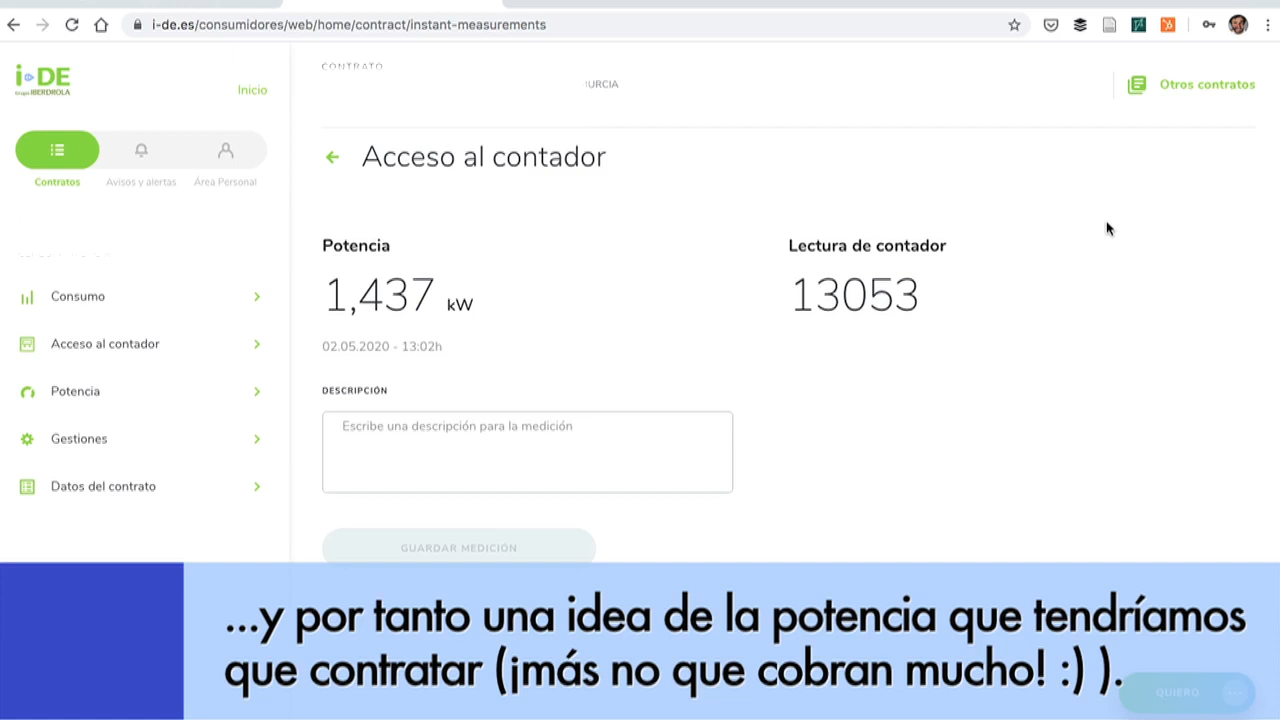 i-de.es/consumidores/web/home/contract/instant-measurements
i-DE
Grupo IBERDROLA
Inicio
CONTRATO
URCIA
Otros contratos
Contratos
Avisos y alertas
Área Personal
Acceso al contador
Potencia
Lectura de contador
1,437 kW
13053
02.05.2020 - 13:02h
Consumo
Acceso al contador
Potencia
Gestiones
Datos del contrato
DESCRIPCIÓN
Escribe una descripción para la medición
GUARDAR MEDICIÓN
...y por tanto una idea de la potencia que tendríamos
que contratar (¡más no que cobran mucho! :) ).
QUIERO